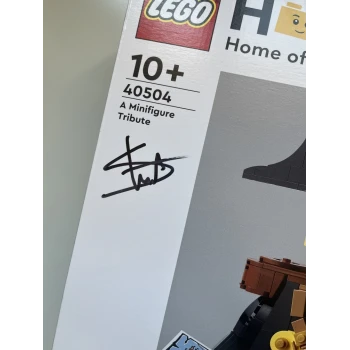 LEGO
H
Home of
10+
40504
A Minifigure
Tribute